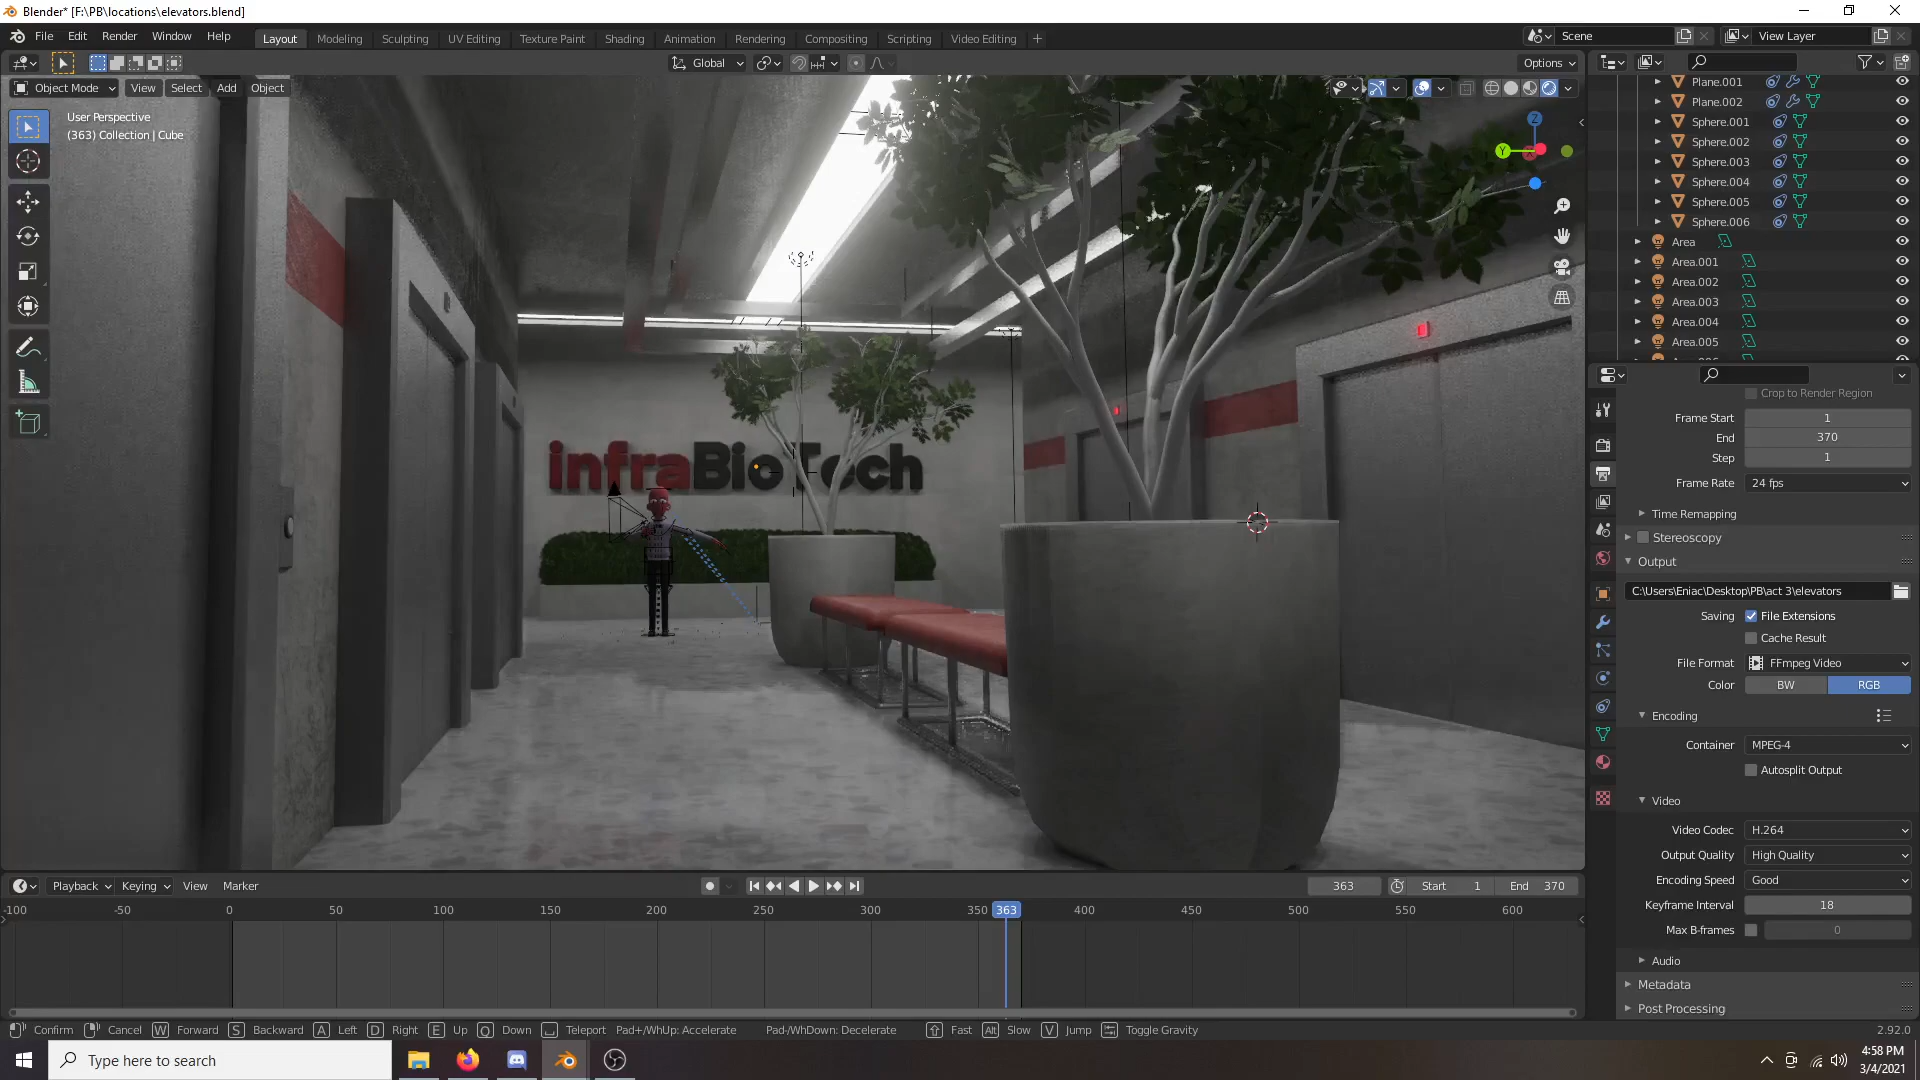 Blender* [F:\PB\locations\elevators.blend]
File Edit Render Window Help
Layout Modeling Sculpting UV Editing Texture Paint Shading Animation Rendering Compositing Scripting Video Editing +
Scene View Layer
Global Options
Object Mode View Select Add Object
User Perspective
(363) Collection | Cube
Z
Y
infraBioTech
Plane.001
Plane.002
Sphere.001
Sphere.002
Sphere.003
Sphere.004
Sphere.005
Sphere.006
Area
Area.001
Area.002
Area.003
Area.004
Area.005
Crop to Render Region
Frame Start 1
End 370
Step 1
Frame Rate 24 fps
Time Remapping
Stereoscopy
Output
C:\Users\Eniac\Desktop\PB\act 3\elevators
Saving File Extensions
Cache Result
File Format FFmpeg Video
Color BW RGB
Encoding
Container MPEG-4
Autosplit Output
Video
Video Codec H.264
Output Quality High Quality
Encoding Speed Good
Keyframe Interval 18
Max B-frames 0
Audio
Metadata
Post Processing
Playback Keying View Marker
363 Start 1 End 370
-100 -50 0 50 100 150 200 250 300 350 363 400 450 500 550 600
Confirm Cancel W Forward S Backward A Left D Right E Up Q Down Teleport Pad+/WhUp: Accelerate Pad-/WhDown: Decelerate Fast Alt Slow V Jump Toggle Gravity
2.92.0
Type here to search
4:58 PM
3/4/2021